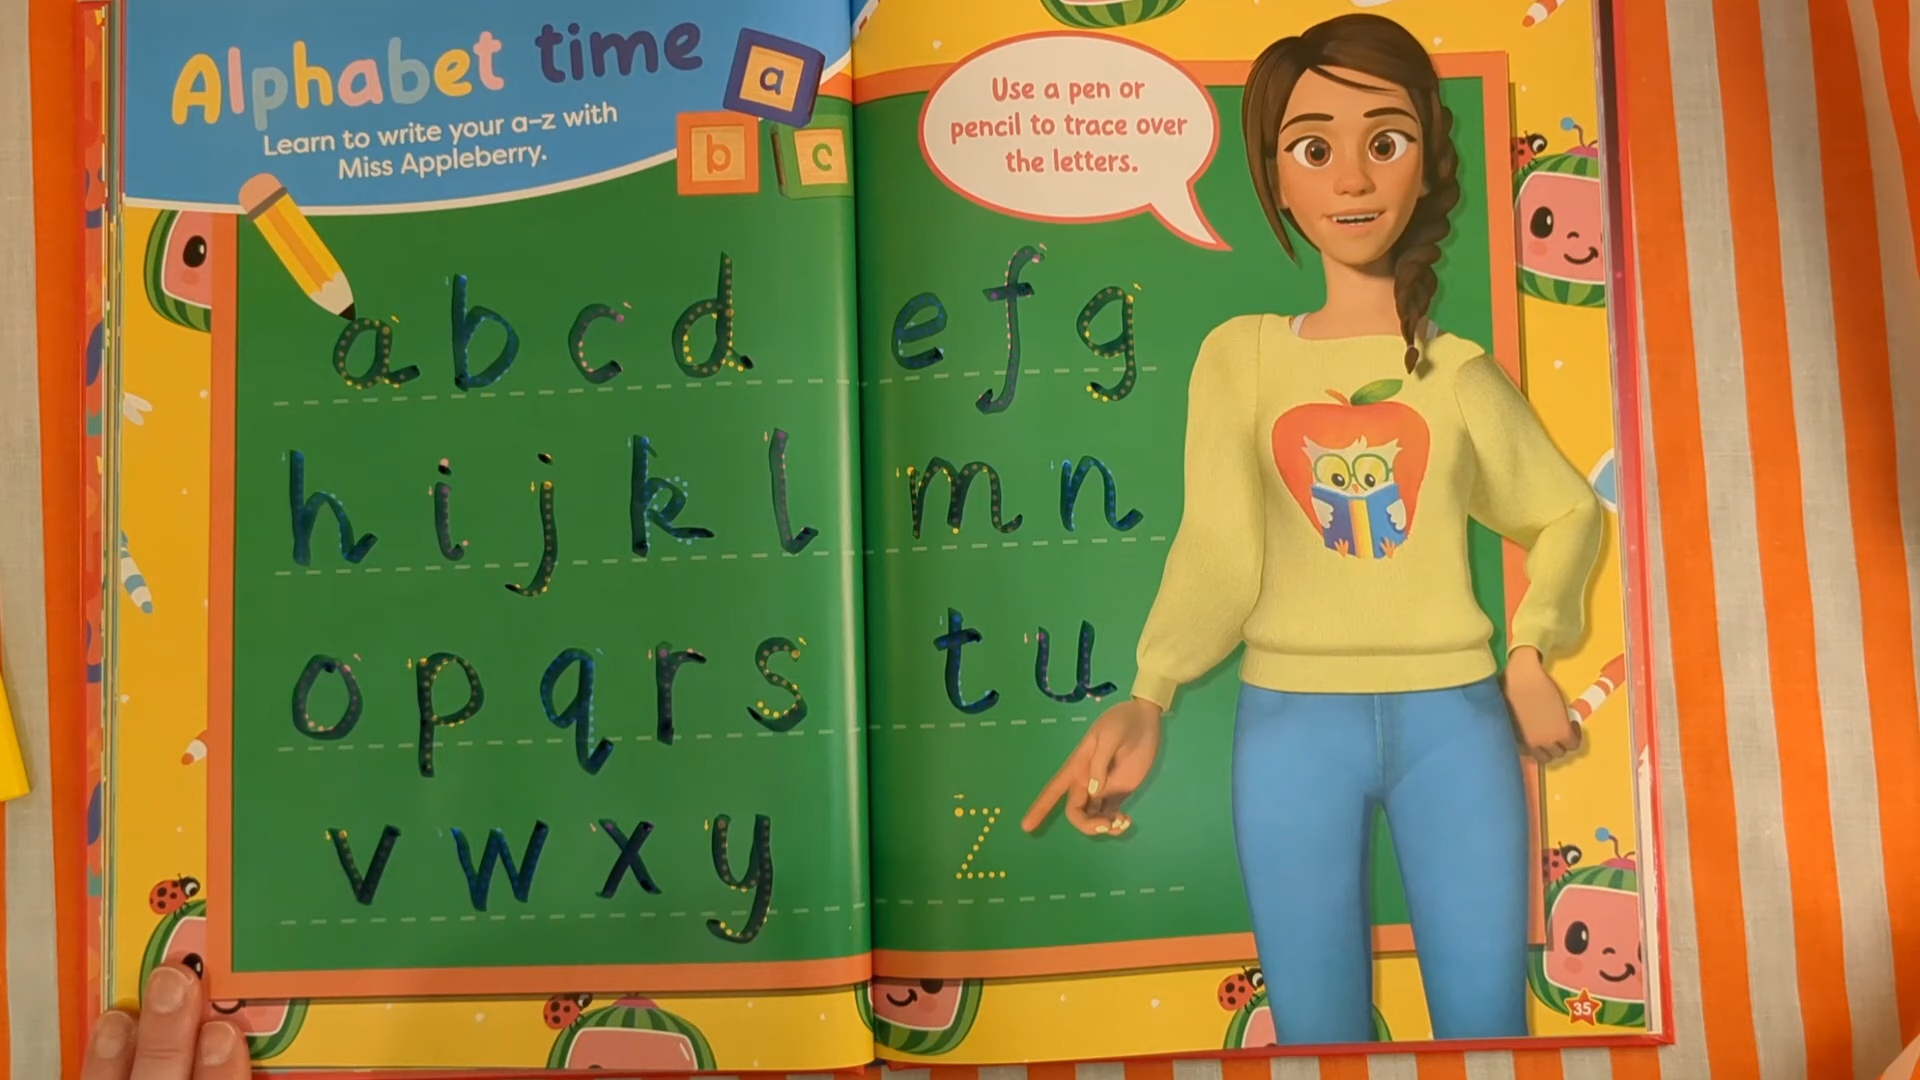 Alphabet time
Learn to write your a-z with
Miss Appleberry.
a
b
c
Use a pen or
pencil to trace over
the letters.
a b c d e f g
h i j k l m n
o p q r s t u
v w x y z
35